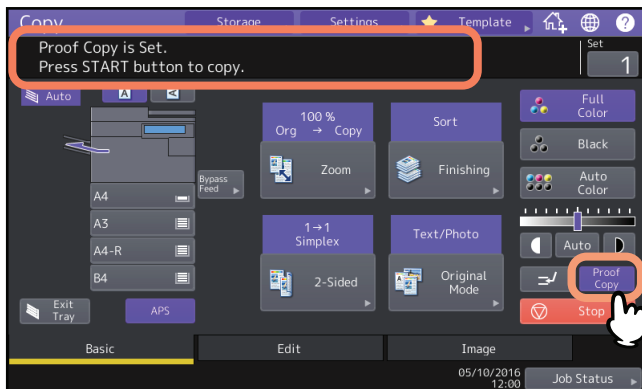 Copy
Storage
Settings
Template
?
Proof Copy is Set.
Press START button to copy.
Set
1
Auto
A
A
100 %
Org → Copy
Zoom
Sort
Finishing
Full
Color
Black
Auto
Color
Bypass
Feed
A4
A3
A4-R
B4
1→1
Simplex
2-Sided
Text/Photo
Original
Mode
Auto
Proof
Copy
Exit
Tray
APS
Stop
Basic
Edit
Image
05/10/2016
12:00
Job Status